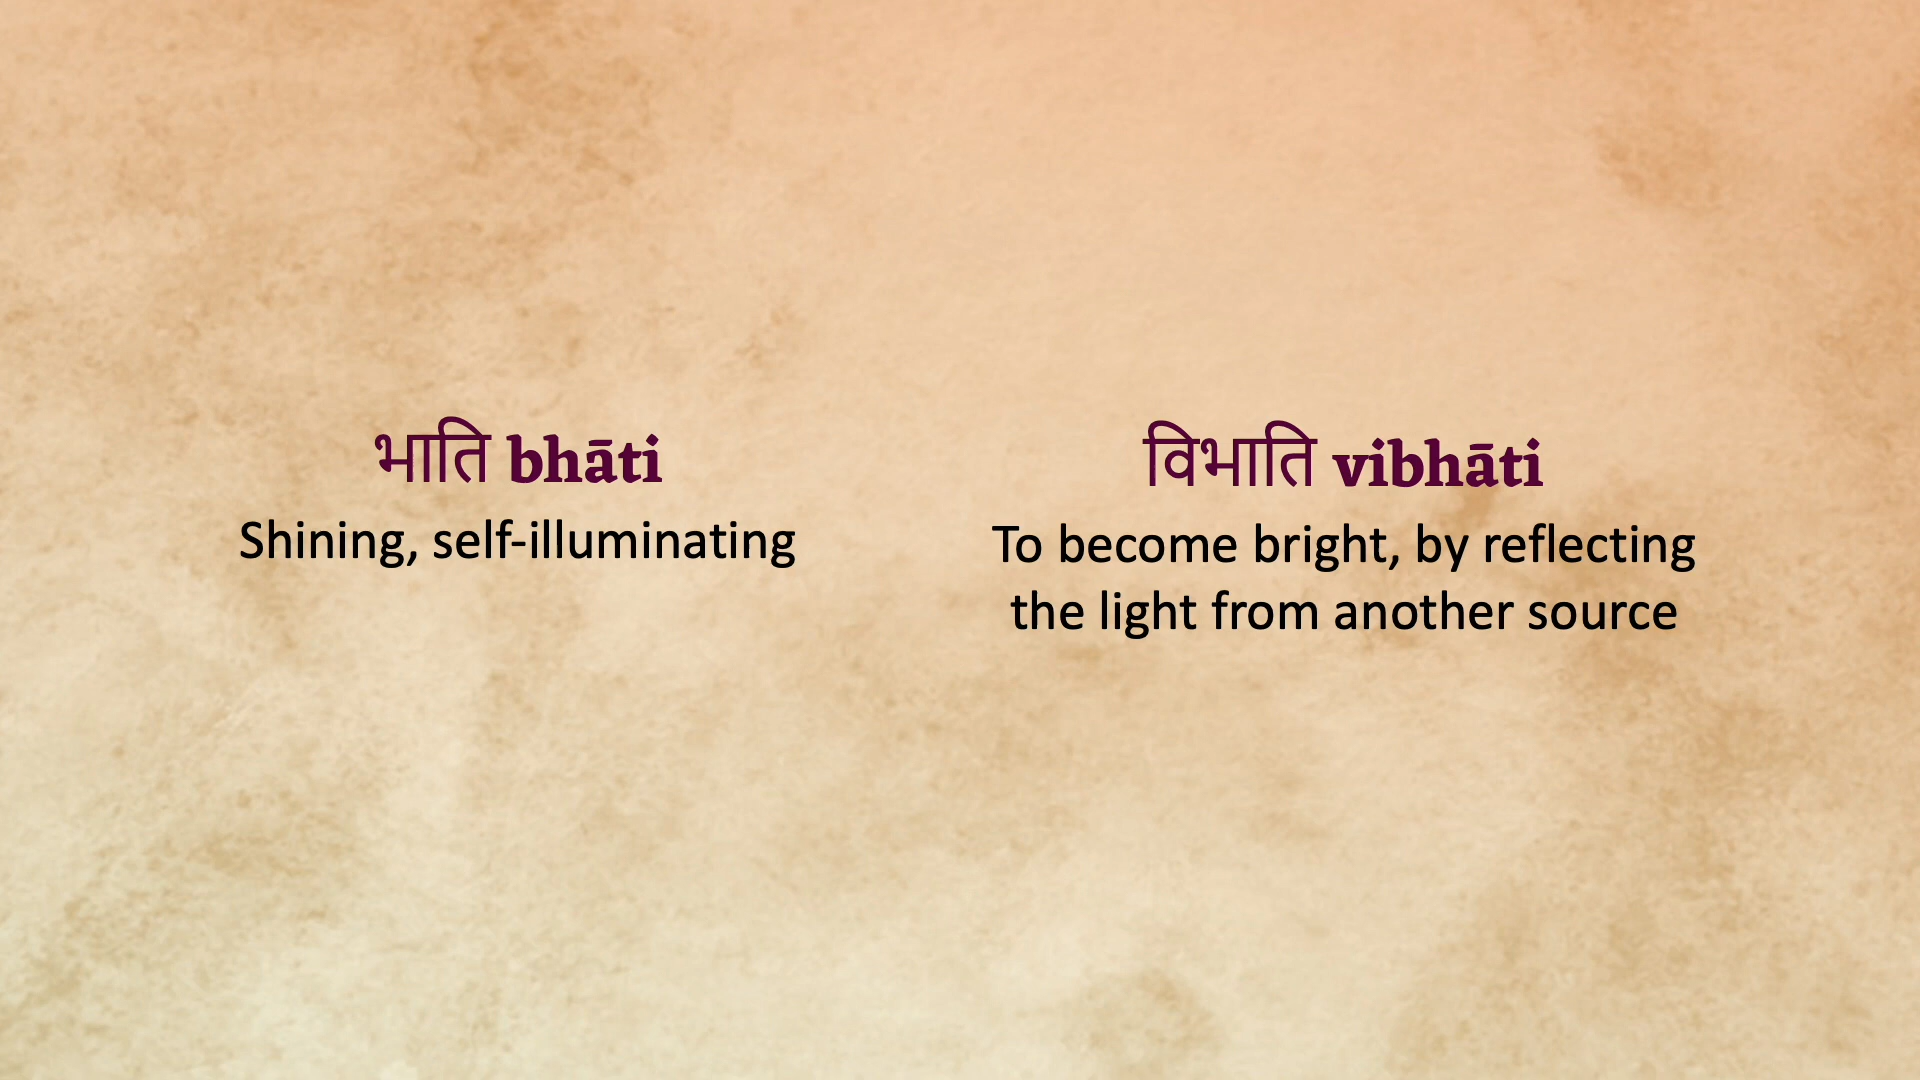 भाति bhāti
Shining, self-illuminating
विभाति vibhāti
To become bright, by reflecting
the light from another source